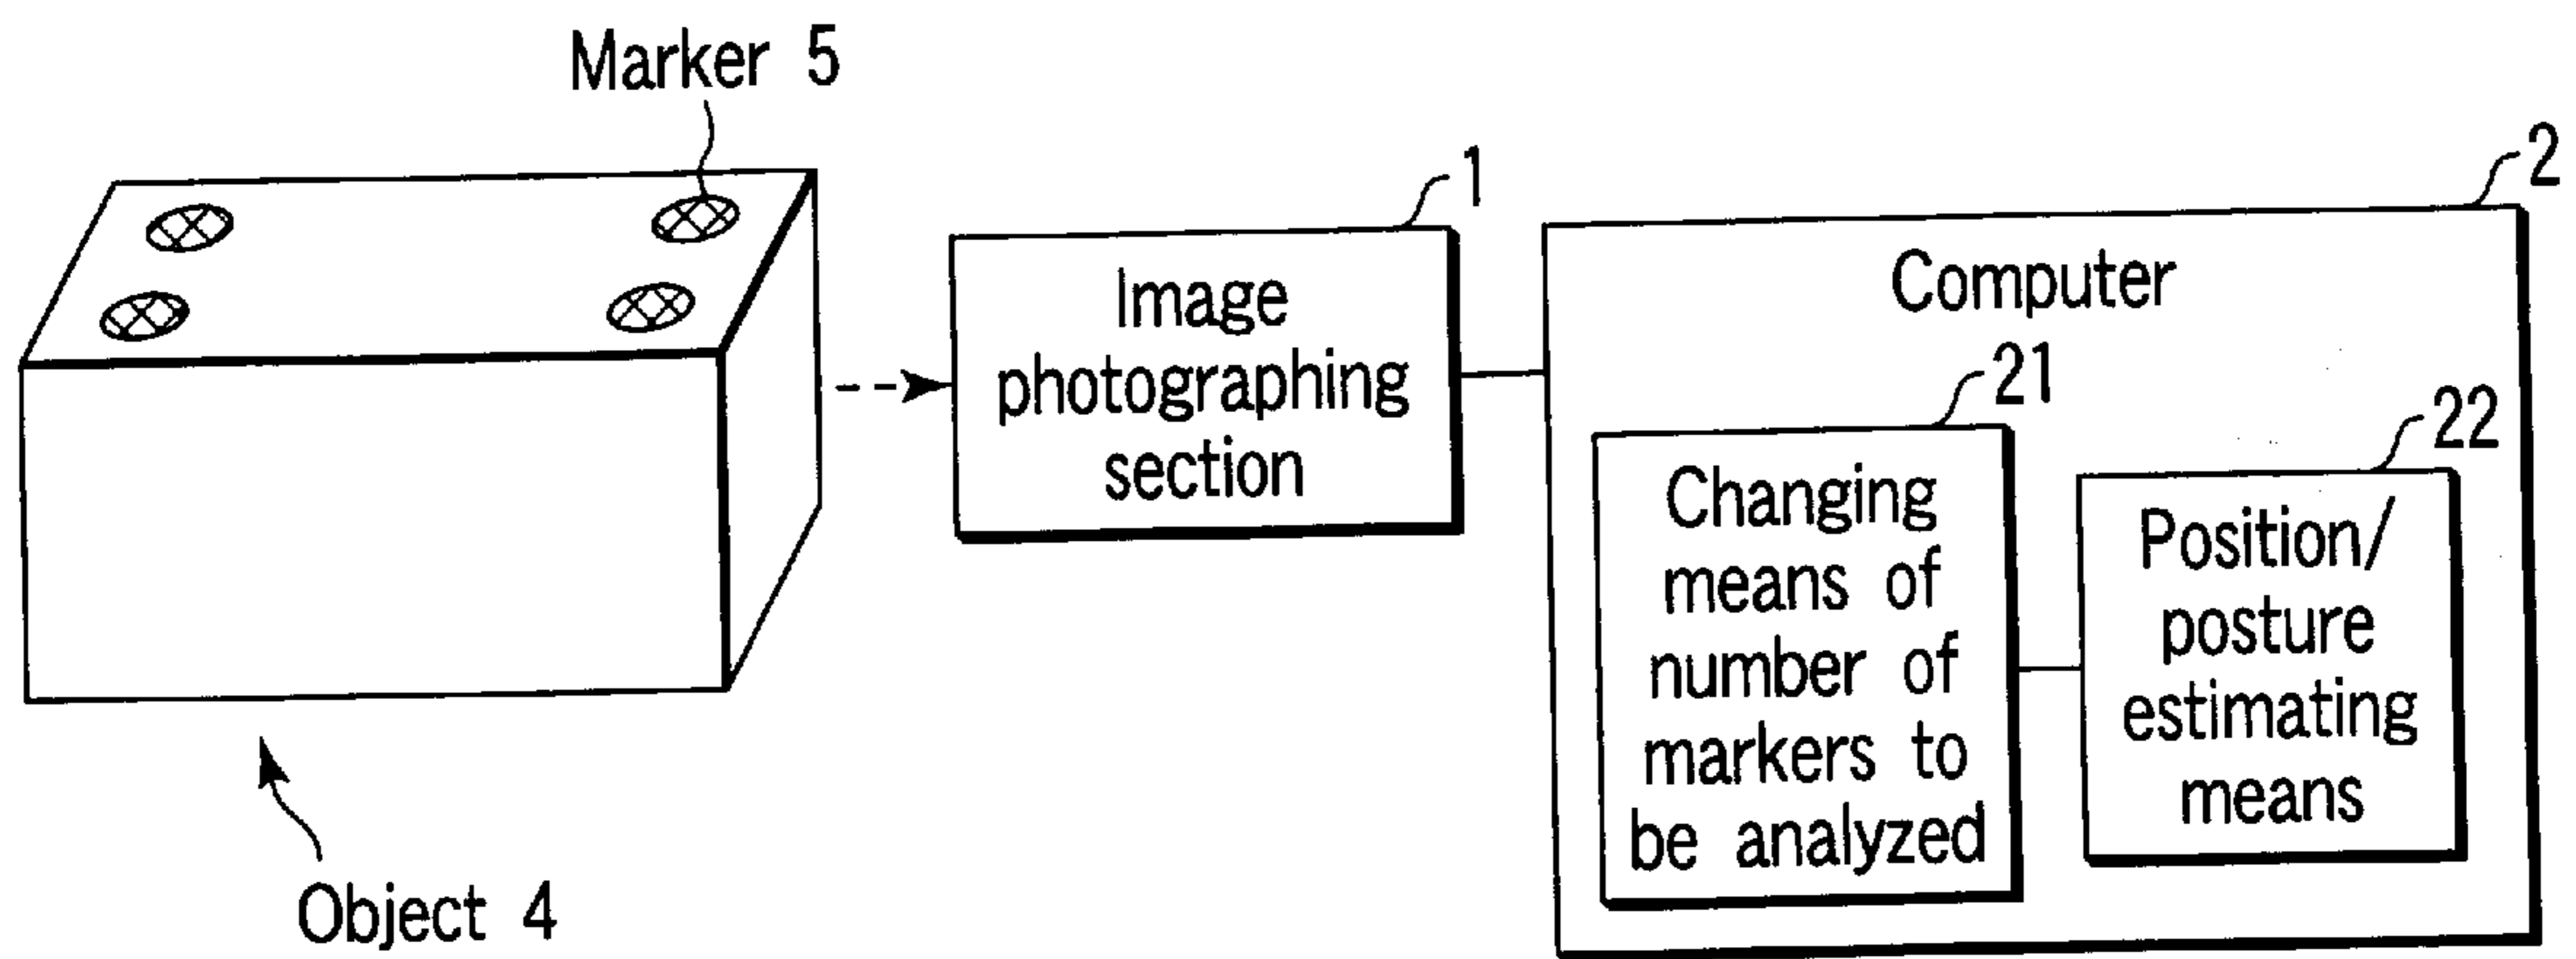 Marker 5
1
2
Image
photographing
section
Computer
21
Changing
means of
number of
markers to
be analyzed
22
Position/
posture
estimating
means
Object 4